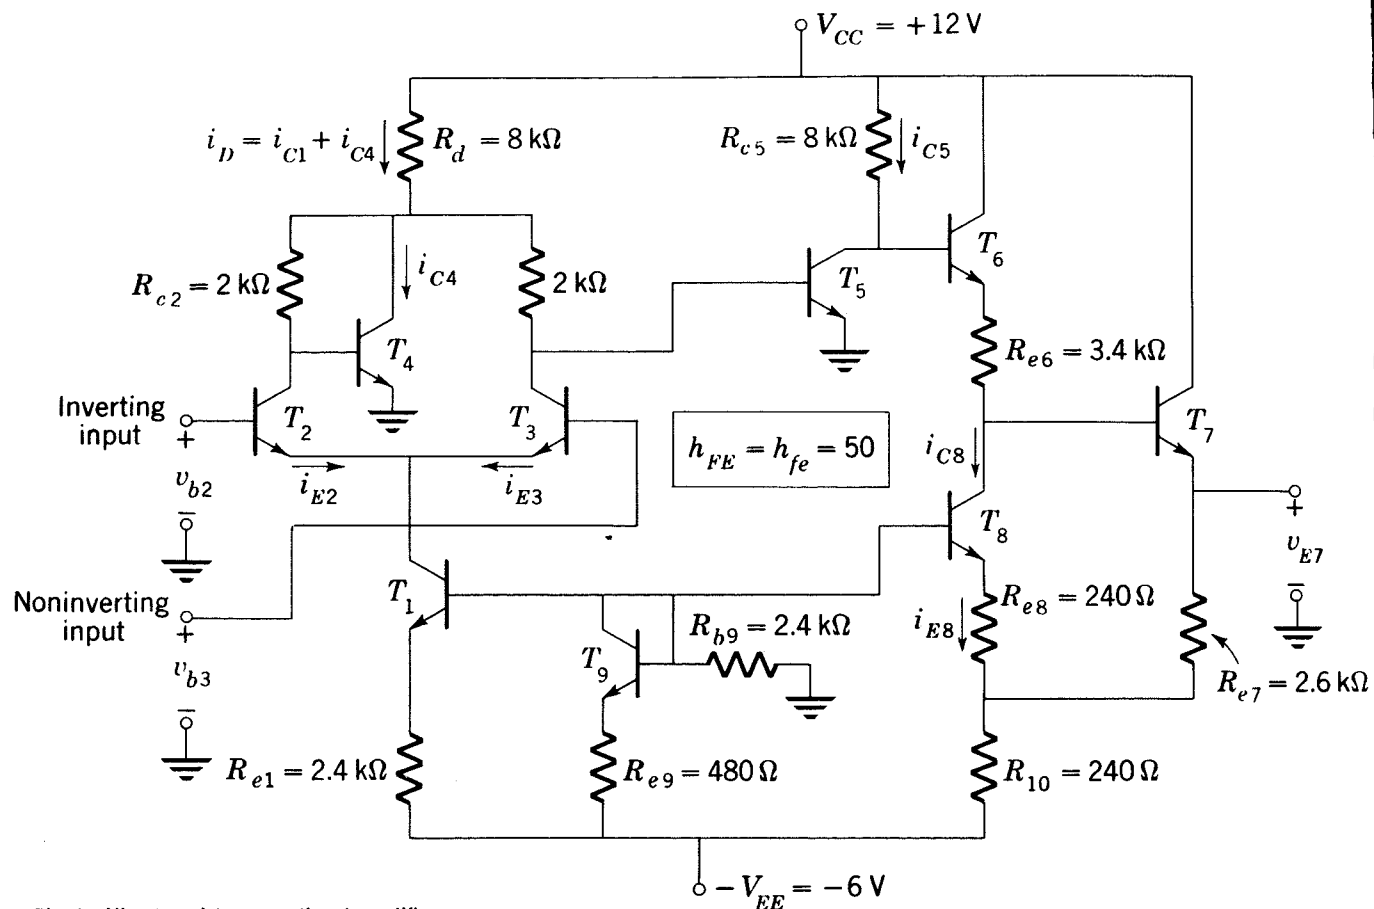 V_CC = +12 V
i_D = i_C1 + i_C4
R_d = 8 kΩ
R_c5 = 8 kΩ
i_C5
R_c2 = 2 kΩ
i_C4
2 kΩ
T_5
T_6
T_4
R_e6 = 3.4 kΩ
Inverting
input
+
v_b2
−
T_2
T_3
i_E2
i_E3
h_FE = h_fe = 50
i_C8
T_7
T_8
+
v_E7
−
Noninverting
input
+
v_b3
−
T_1
R_b9 = 2.4 kΩ
T_9
i_E8
R_e8 = 240 Ω
R_e7 = 2.6 kΩ
R_e1 = 2.4 kΩ
R_e9 = 480 Ω
R_10 = 240 Ω
−V_EE = −6 V